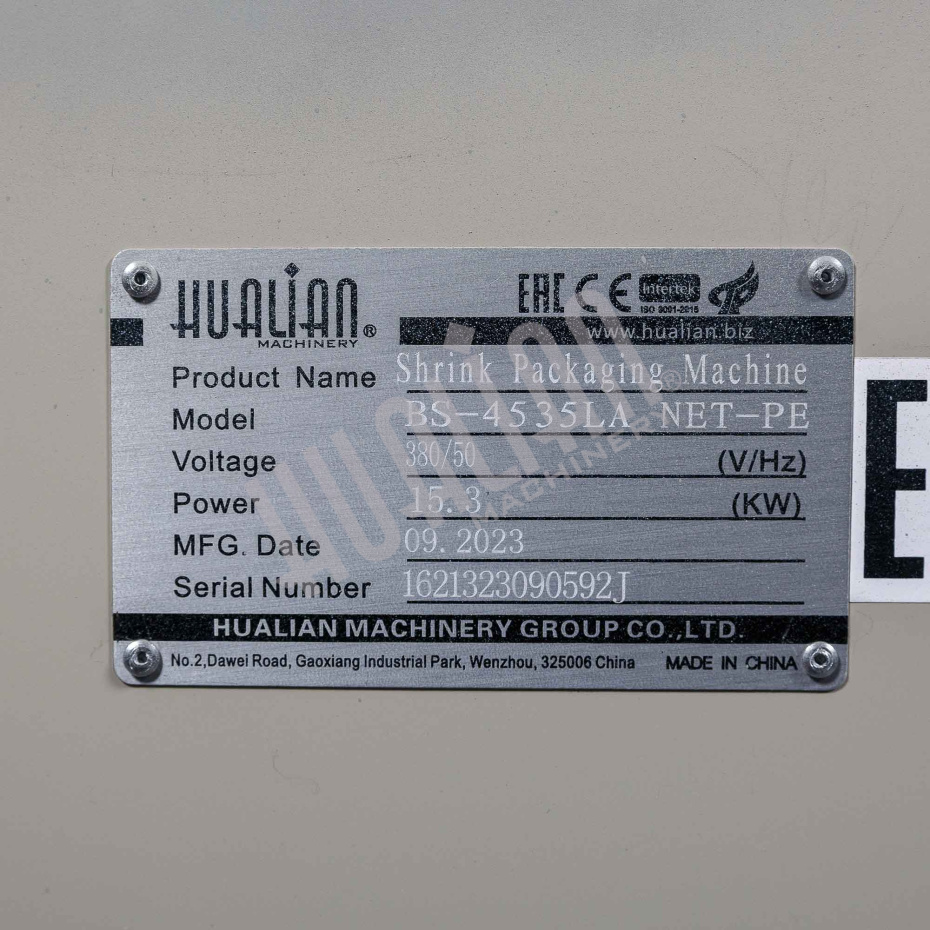 HUALIAN®
MACHINERY
EAC CE Intertek
ISO 9001-2015
www.hualian.biz
Product Name Shrink Packaging Machine
Model BS-4535LA NET-PE
Voltage 380/50 (V/Hz)
Power 15.3 (KW)
MFG. Date 09.2023
Serial Number 1621323090592J
HUALIAN MACHINERY GROUP CO.,LTD.
No.2,Dawei Road, Gaoxiang Industrial Park, Wenzhou, 325006 China MADE IN CHINA
HUALIAN®
MACHINERY
E